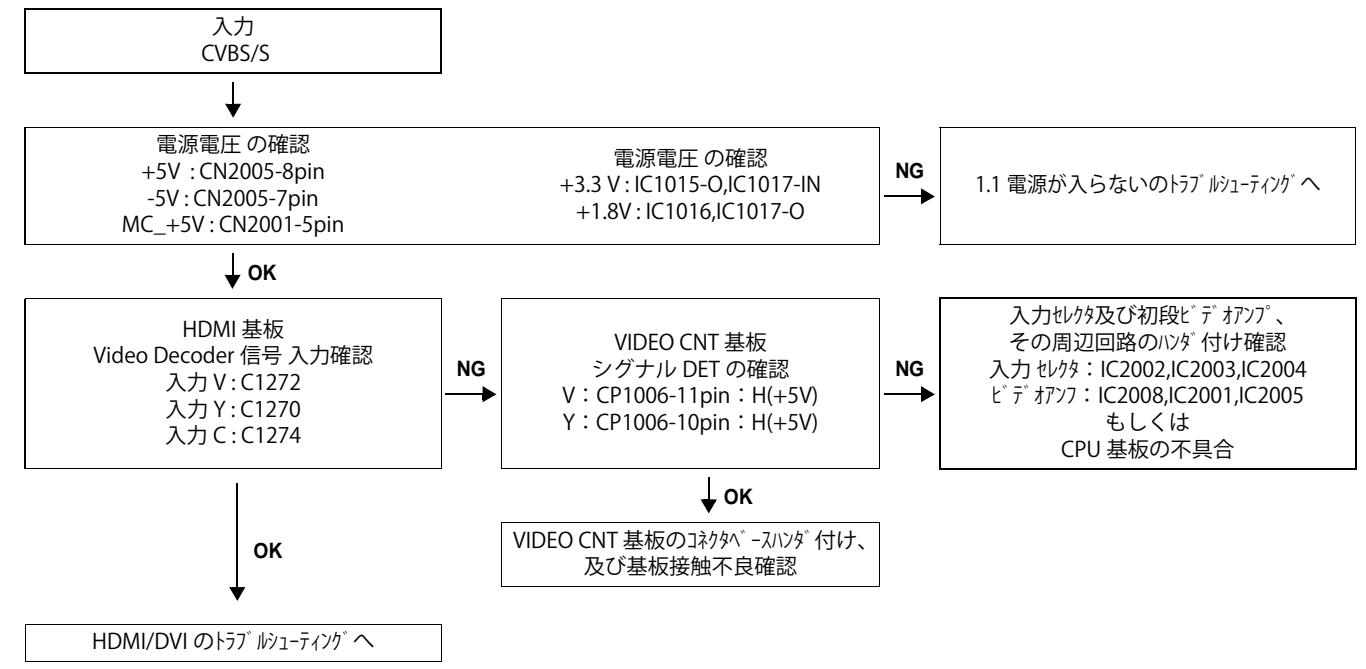 入力
CVBS/S
電源電圧 の確認
+5V : CN2005-8pin
-5V : CN2005-7pin
MC_+5V : CN2001-5pin
電源電圧 の確認
+3.3 V : IC1015-O,IC1017-IN
+1.8V : IC1016,IC1017-O
NG
1.1 電源が入らないのﾄﾗﾌﾞﾙｼｭｰﾃｨﾝｸﾞへ
OK
HDMI 基板
Video Decoder 信号 入力確認
入力 V : C1272
入力 Y : C1270
入力 C : C1274
NG
VIDEO CNT 基板
シグナル DET の確認
V：CP1006-11pin：H(+5V)
Y：CP1006-10pin：H(+5V)
NG
入力ｾﾚｸﾀ及び初段ﾋﾞﾃﾞｵｱﾝﾌﾟ、
その周辺回路のﾊﾝﾀﾞ付け確認
入力 ｾﾚｸﾀ：IC2002,IC2003,IC2004
ﾋﾞﾃﾞｵｱﾝﾌ：IC2008,IC2001,IC2005
もしくは
CPU 基板の不具合
OK
VIDEO CNT 基板のｺﾈｸﾀﾍﾞｰｽﾊﾝﾀﾞ付け、
及び基板接触不良確認
OK
HDMI/DVI のﾄﾗﾌﾞﾙｼｭｰﾃｨﾝｸﾞへ